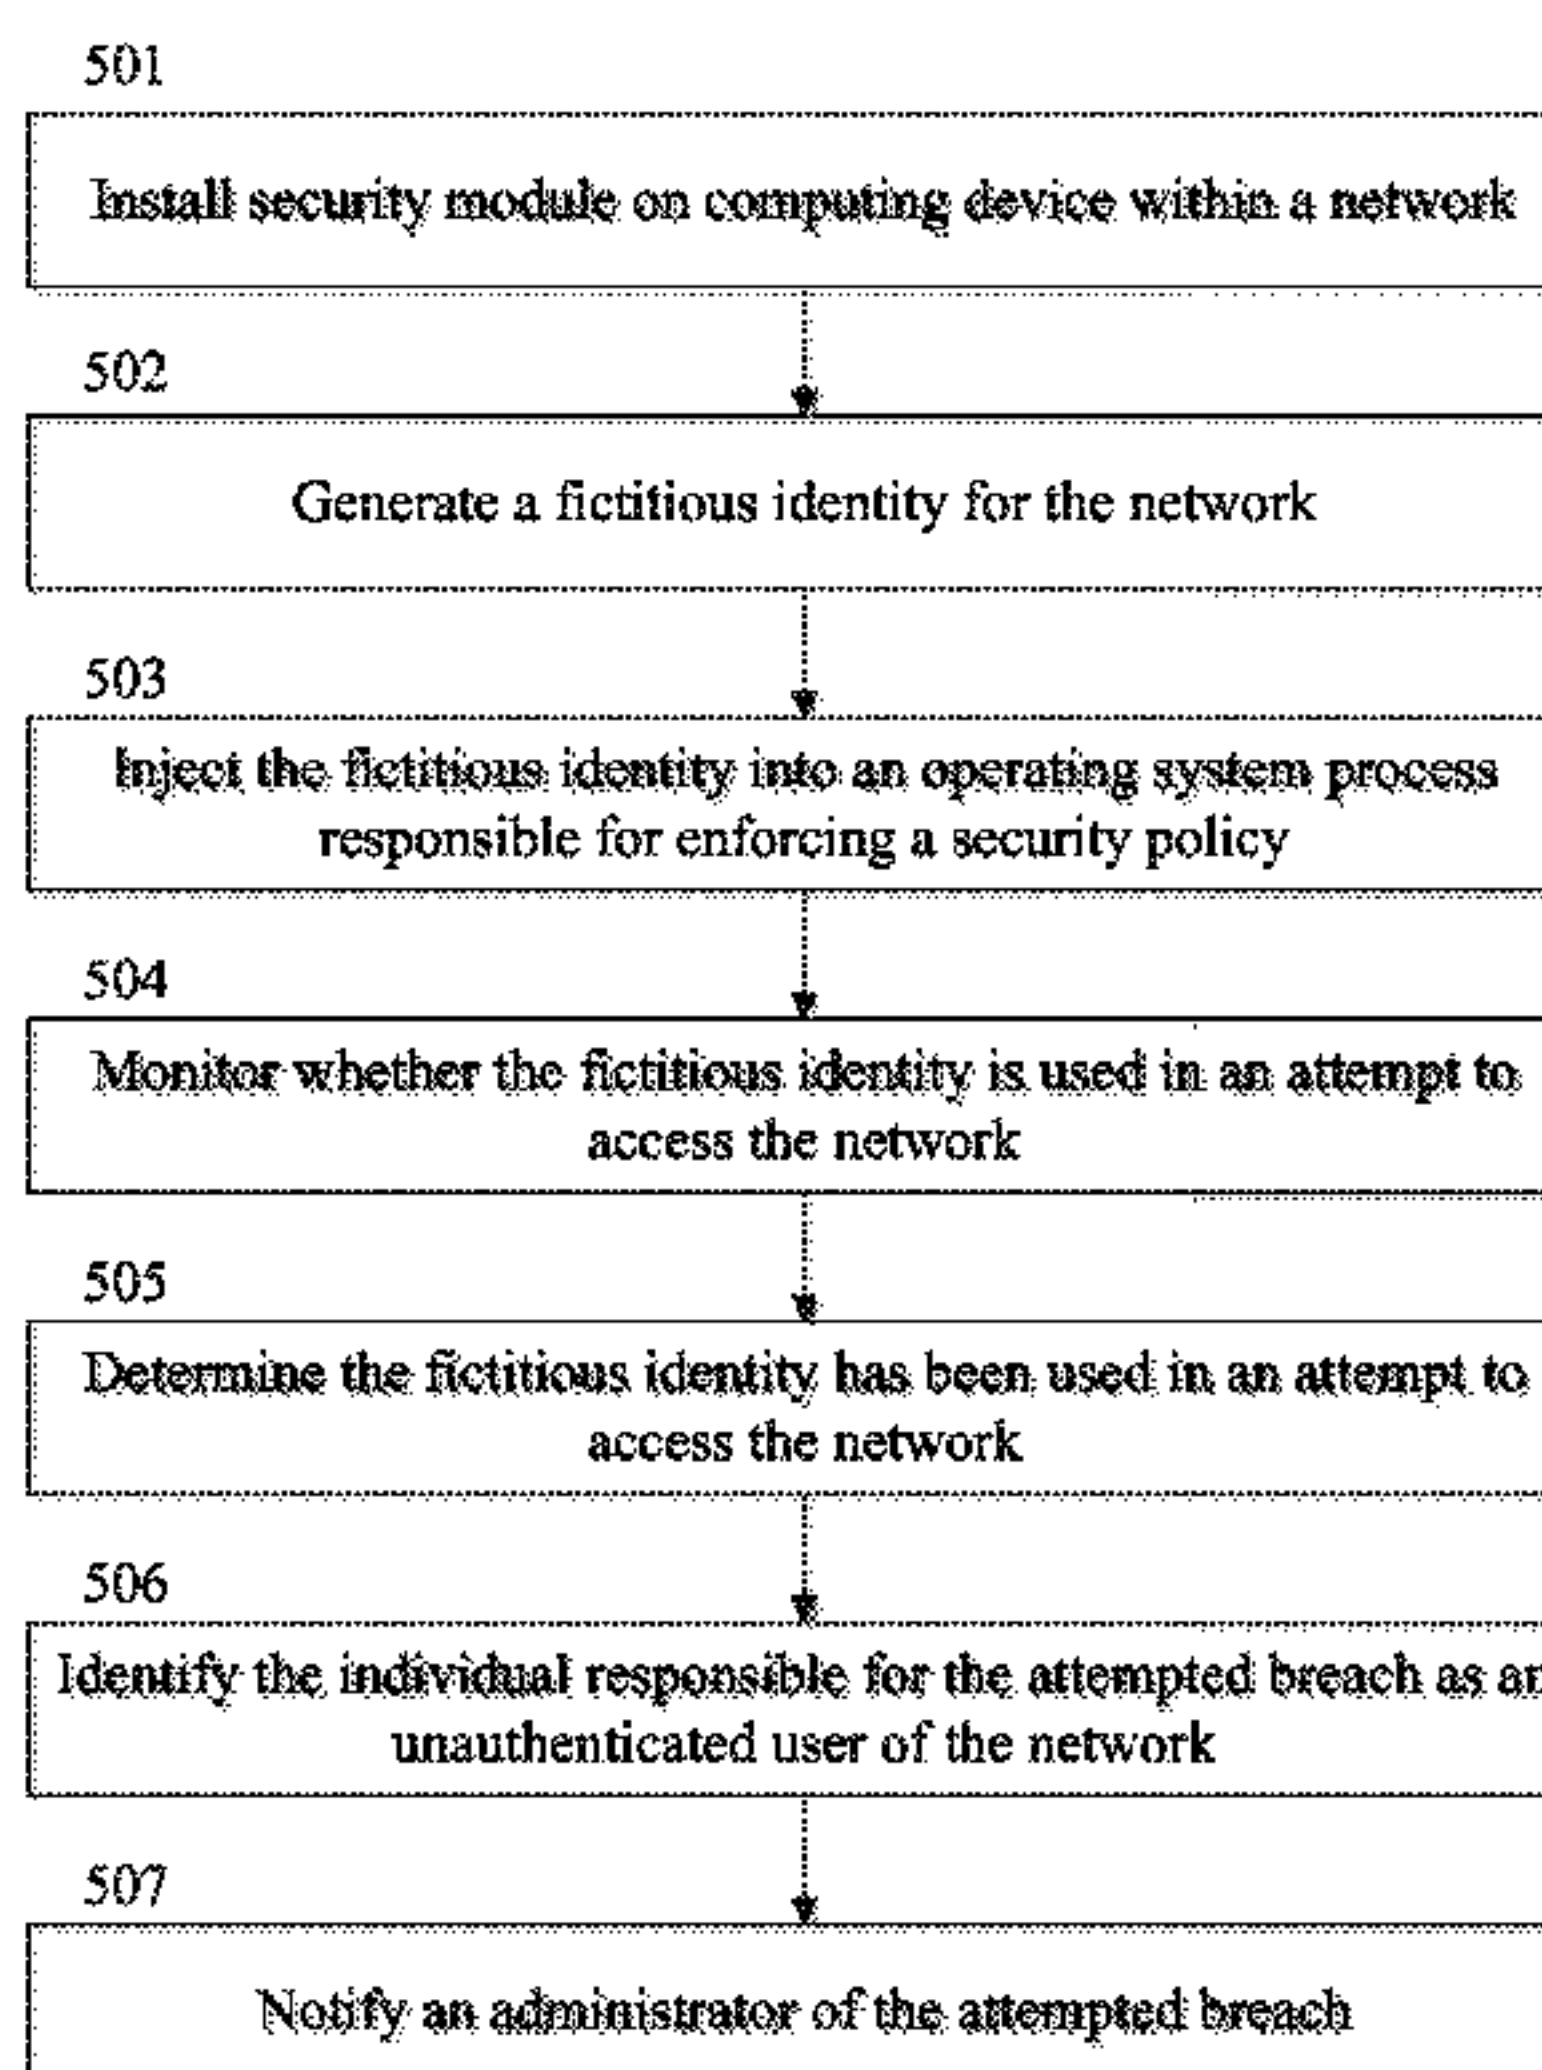 501
Install security module on computing device within a network
502
Generate a fictitious identity for the network
503
Inject the fictitious identity into an operating system process
responsible for enforcing a security policy
504
Monitor whether the fictitious identity is used in an attempt to
access the network
505
Determine the fictitious identity has been used in an attempt to
access the network
506
Identify the individual responsible for the attempted breach as an
unauthenticated user of the network
507
Notify an administrator of the attempted breach